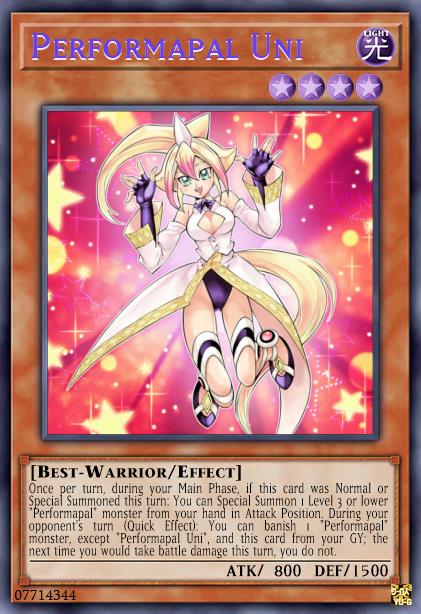 Performapal Uni
LIGHT
光
[Best-Warrior/Effect]
Once per turn, during your Main Phase, if this card was Normal or
Special Summoned this turn: You can Special Summon 1 Level 3 or lower
"Performapal" monster from your hand in Attack Position. During your
opponent's turn (Quick Effect): You can banish 1 "Performapal"
monster, except "Performapal Uni", and this card from your GY; the
next time you would take battle damage this turn, you do not.
ATK/ 800 DEF/1500
07714344